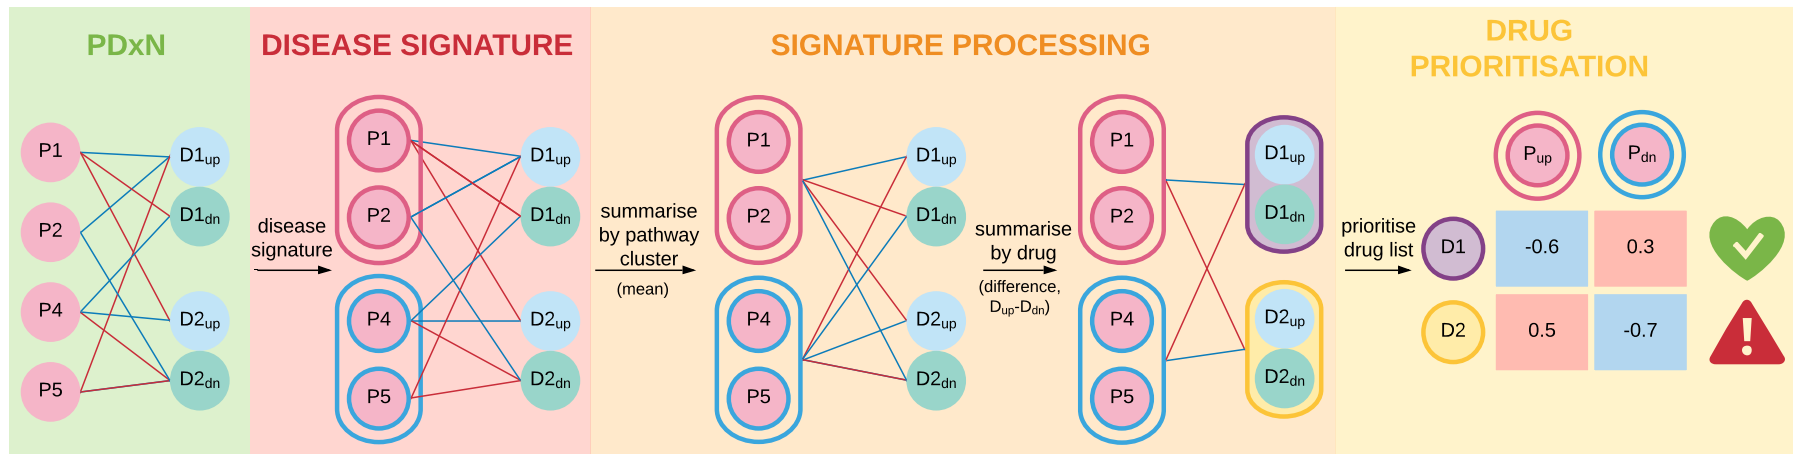 PDxN
P1
P2
P4
P5
D1up
D1dn
D2up
D2dn
DISEASE SIGNATURE
disease
signature
P1
P2
P4
P5
D1up
D1dn
D2up
D2dn
SIGNATURE PROCESSING
summarise
by pathway
cluster
(mean)
P1
P2
P4
P5
D1up
D1dn
D2up
D2dn
summarise
by drug
(difference,
Dup-Ddn)
P1
P2
P4
P5
D1up
D1dn
D2up
D2dn
DRUG
PRIORITISATION
prioritise
drug list
Pup
Pdn
D1
-0.6
0.3
D2
0.5
-0.7